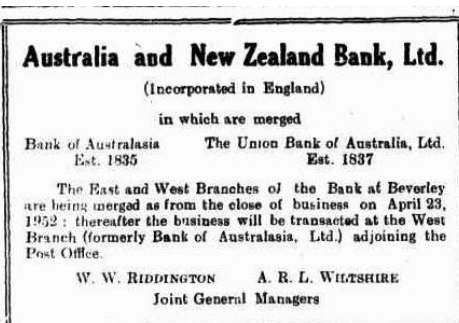 Australia and New Zealand Bank, Ltd.
(Incorporated in England)
in which are merged
Bank of Australasia The Union Bank of Australia, Ltd.
Est. 1835 Est. 1837
The East and West Branches of the Bank at Beverley
are being merged as from the close of business on April 23,
1952 : thereafter the business will be transacted at the West
Branch (formerly Bank of Australasia, Ltd.) adjoining the
Post Office.
W. W. RIDDINGTON A. R. L. WILTSHIRE
Joint General Managers